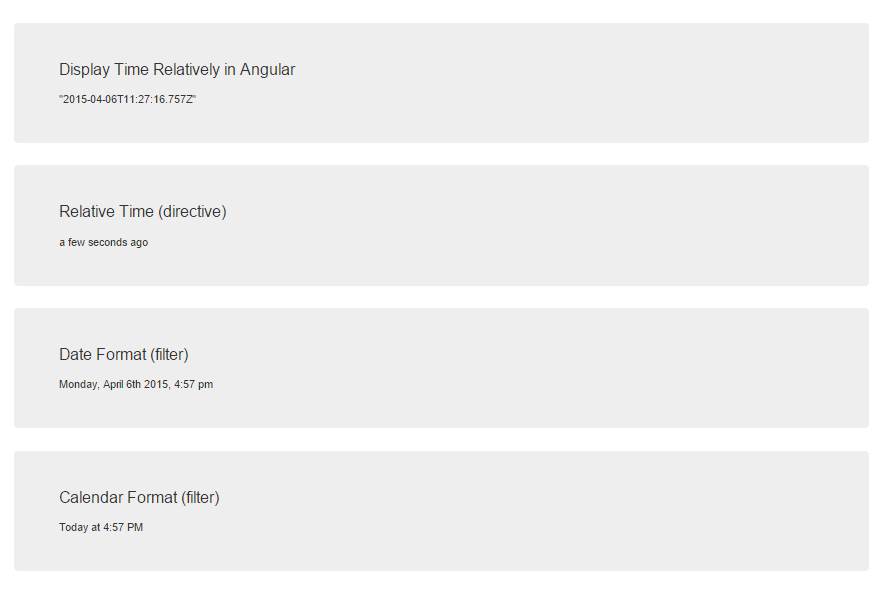 Display Time Relatively in Angular
"2015-04-06T11:27:16.757Z"
Relative Time (directive)
a few seconds ago
Date Format (filter)
Monday, April 6th 2015, 4:57 pm
Calendar Format (filter)
Today at 4:57 PM